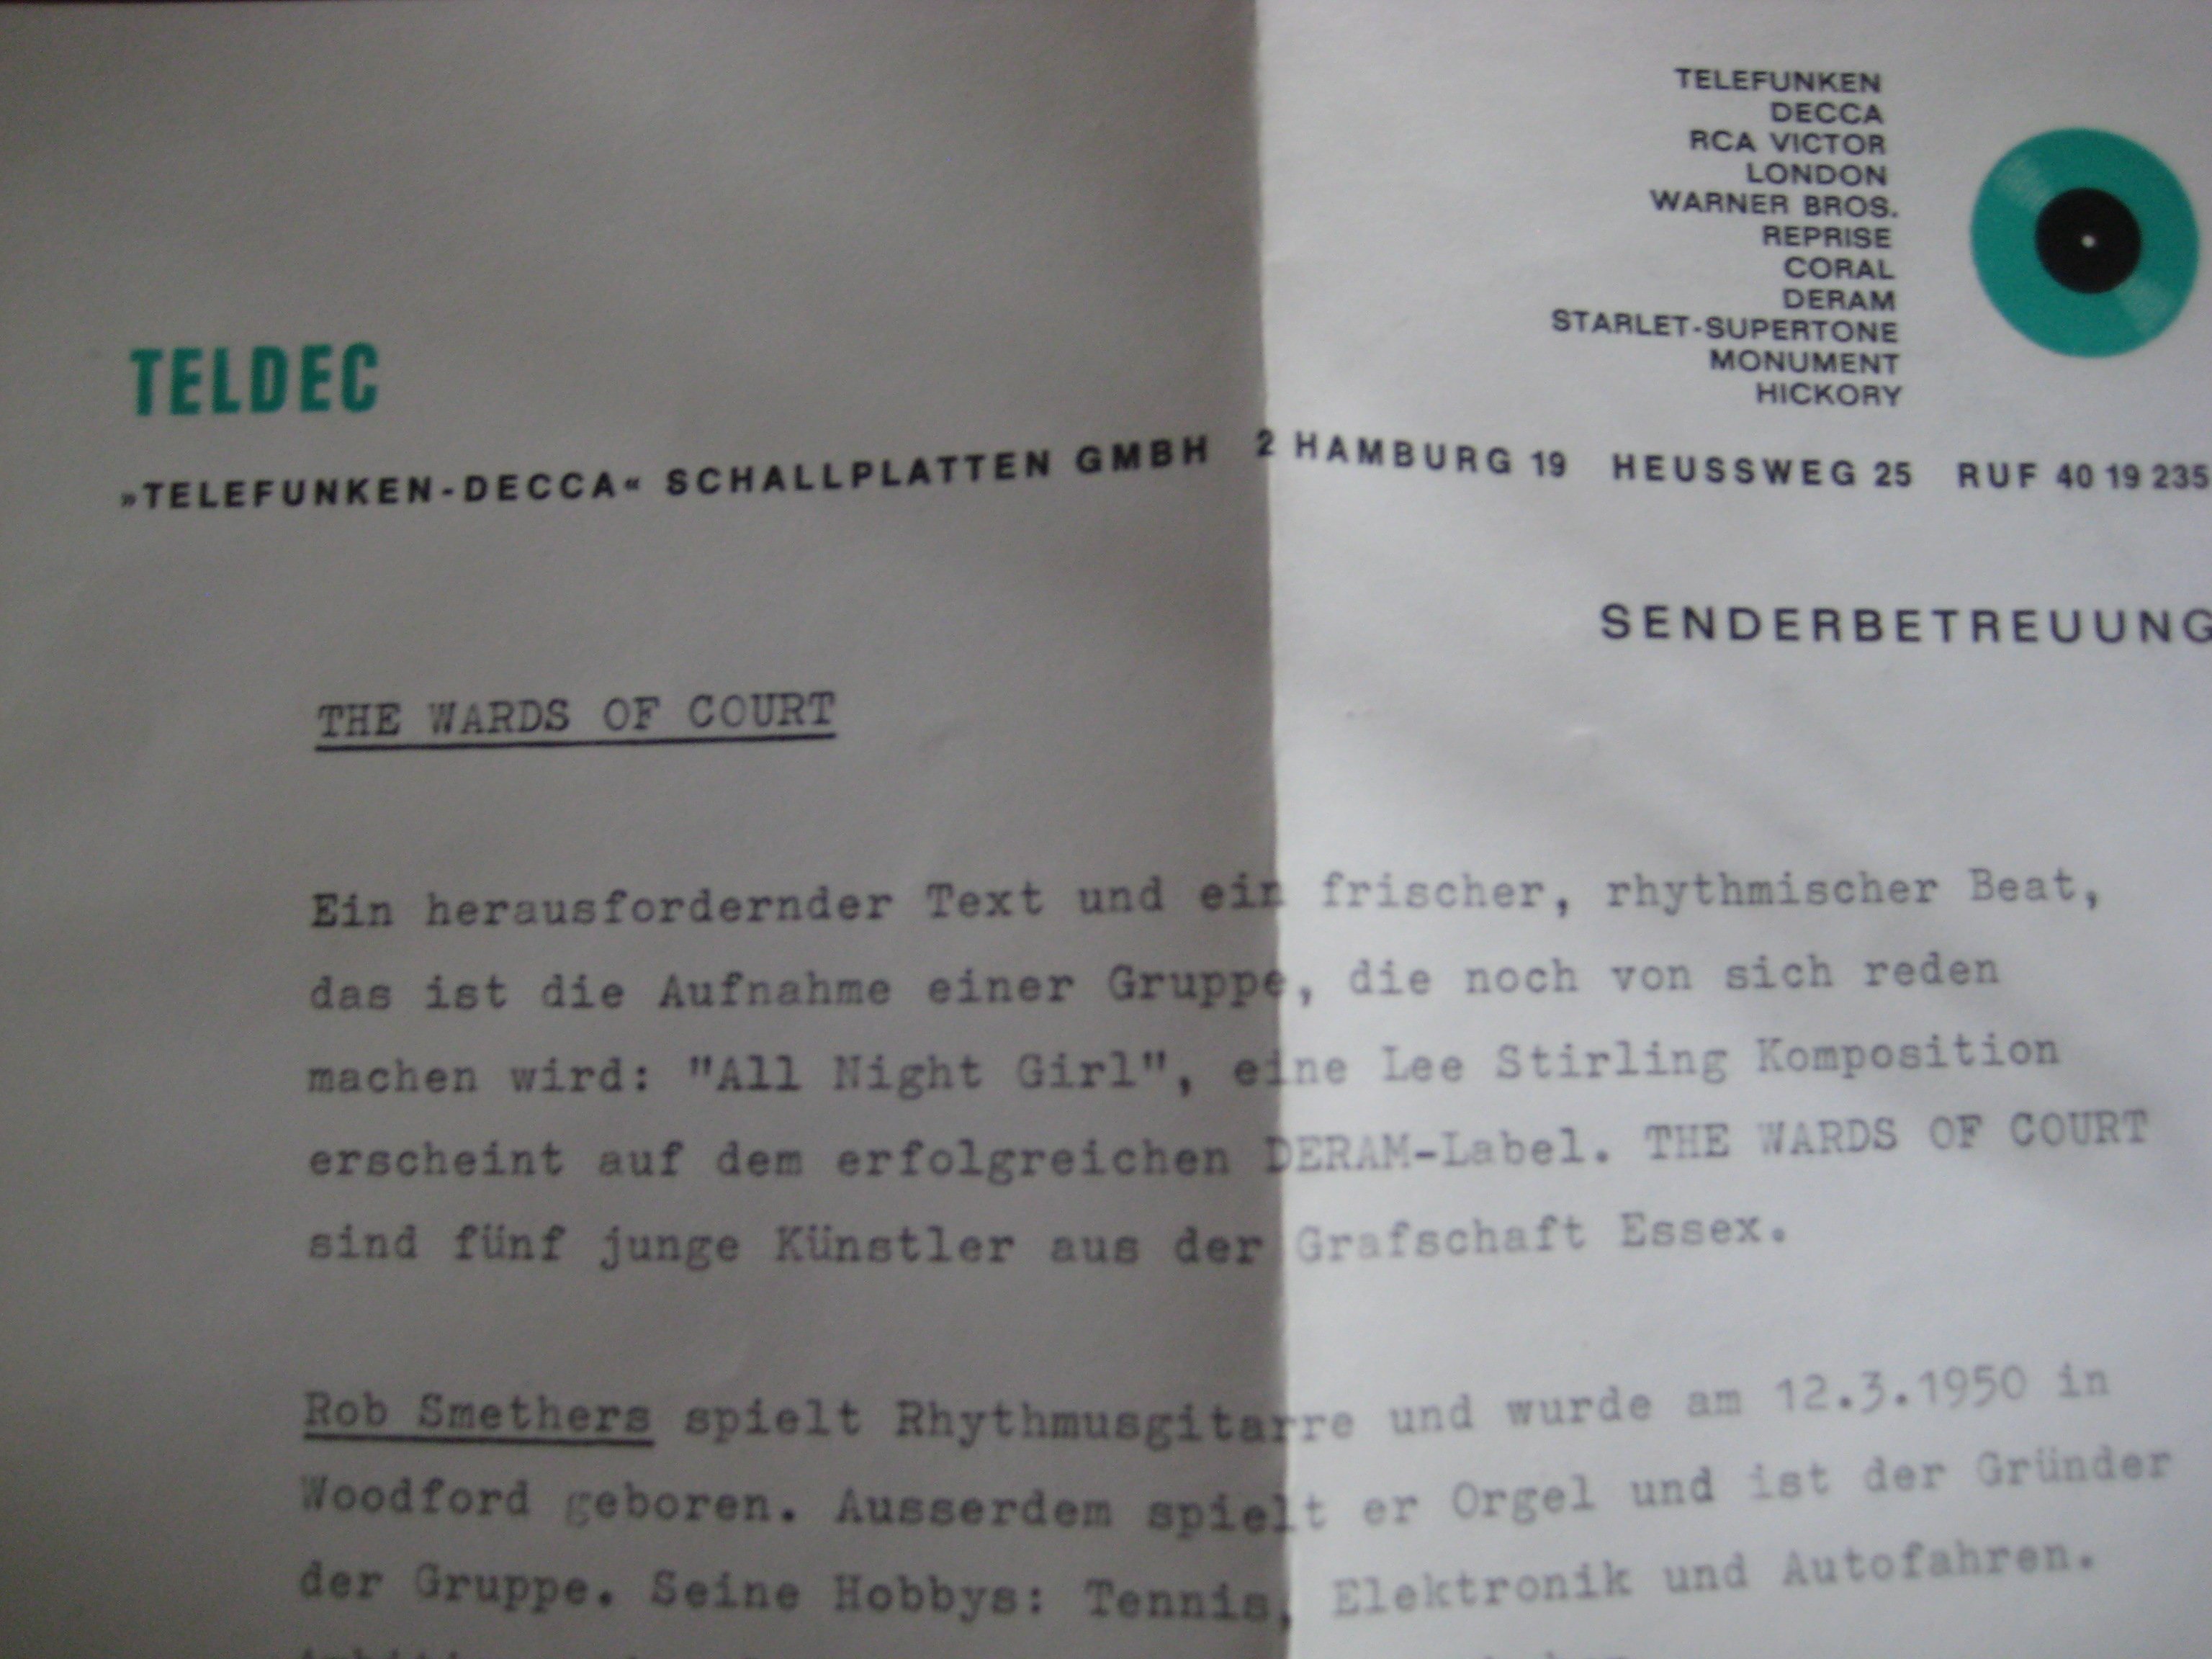 TELEFUNKEN
DECCA
RCA VICTOR
LONDON
WARNER BROS.
REPRISE
CORAL
DERAM
STARLET-SUPERTONE
MONUMENT
HICKORY
TELDEC
»TELEFUNKEN-DECCA« SCHALLPLATTEN GMBH 2 HAMBURG 19 HEUSSWEG 25 RUF 40 19 235
SENDERBETREUUNG
THE WARDS OF COURT
Ein herausfordernder Text und ein frischer, rhythmischer Beat,
das ist die Aufnahme einer Gruppe, die noch von sich reden
machen wird: "All Night Girl", eine Lee Stirling Komposition
erscheint auf dem erfolgreichen DERAM-Label. THE WARDS OF COURT
sind fünf junge Künstler aus der Grafschaft Essex.
Rob Smethers spielt Rhythmusgitarre und wurde am 12.3.1950 in
Woodford geboren. Ausserdem spielt er Orgel und ist der Gründer
der Gruppe. Seine Hobbys: Tennis, Elektronik und Autofahren.